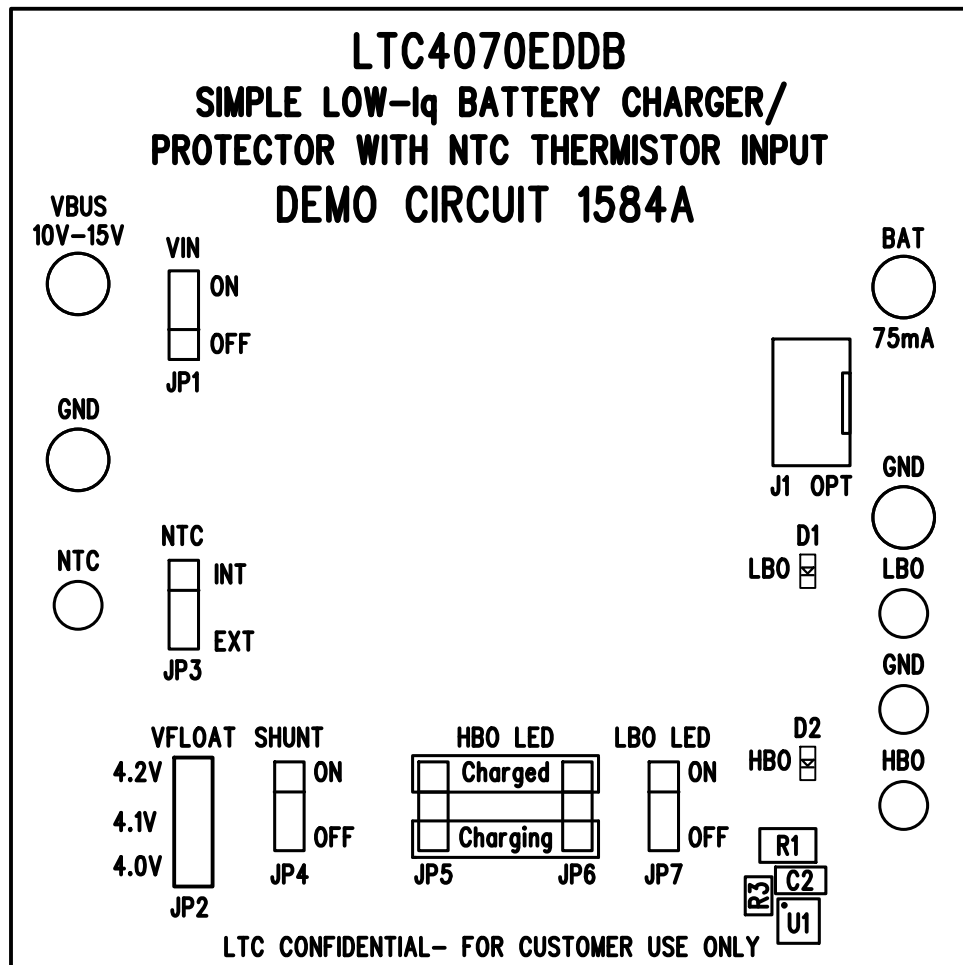 LTC4070EDDB
SIMPLE LOW-Iq BATTERY CHARGER/
PROTECTOR WITH NTC THERMISTOR INPUT
DEMO CIRCUIT 1584A
VBUS
10V-15V
VIN
ON
OFF
JP1
BAT
75mA
GND
J1 OPT
GND
NTC
NTC
INT
EXT
JP3
D1
LBO
LBO
GND
D2
HBO
HBO
VFLOAT
4.2V
4.1V
4.0V
JP2
SHUNT
ON
OFF
JP4
HBO LED
Charged
Charging
JP5
JP6
LBO LED
ON
OFF
JP7
R1
C2
R3
U1
LTC CONFIDENTIAL- FOR CUSTOMER USE ONLY